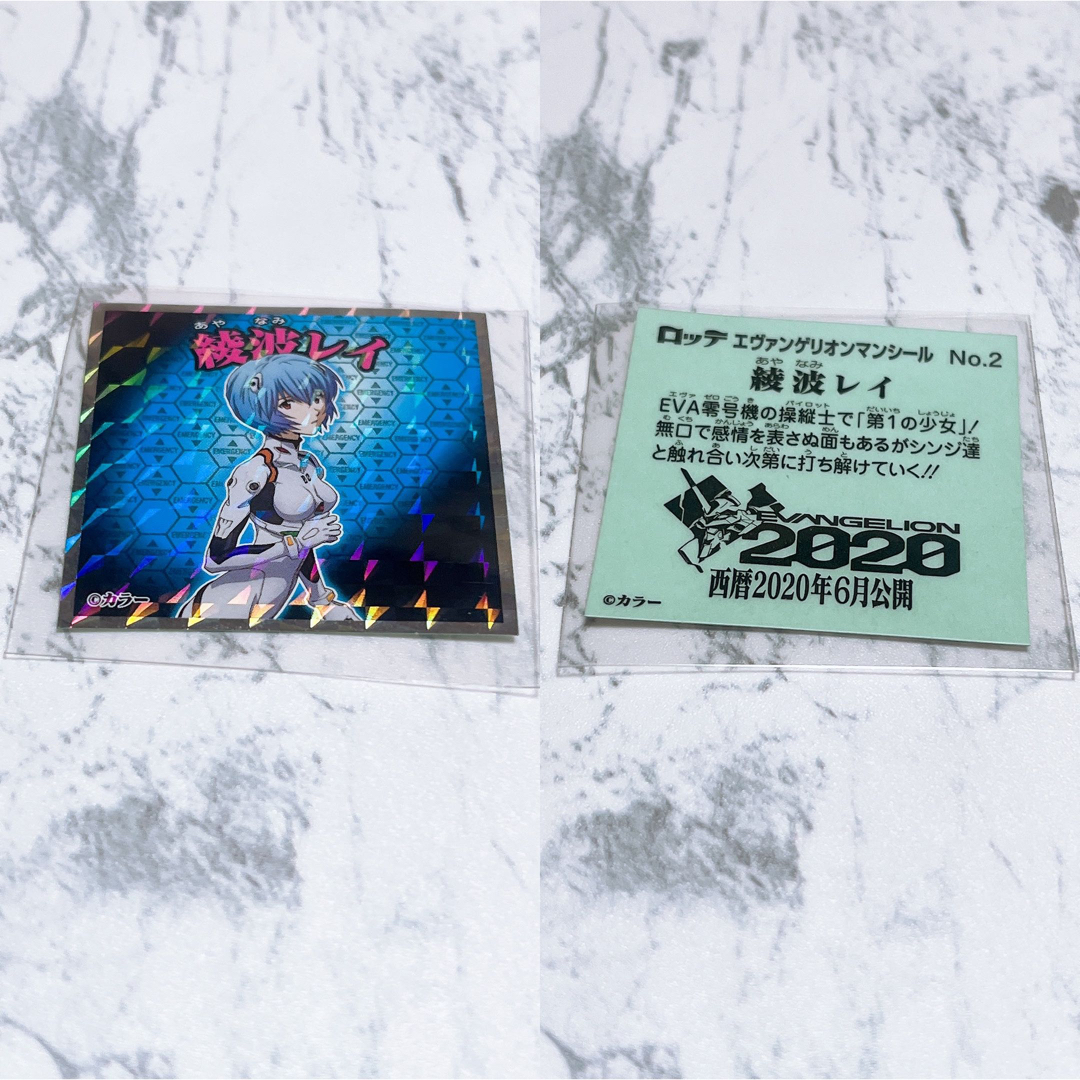 あや なみ
綾波レイ
EMERGENCY
EMERGENCY
EMERGENCY
EMERGENCY
©カラー
ロッテ エヴァンゲリオンマンシール No.2
あや なみ
綾波レイ
エヴァ ゼロ ごう き パイロット だいいち しょうじょ
EVA零号機の操縦士で「第1の少女」!
む くち かんじょう あらわ めん たち
無口で感情を表さぬ面もあるがシンジ達
ふ あ しだい う と
と触れ合い次第に打ち解けていく!!
EVANGELION
2020
西暦2020年6月公開
©カラー